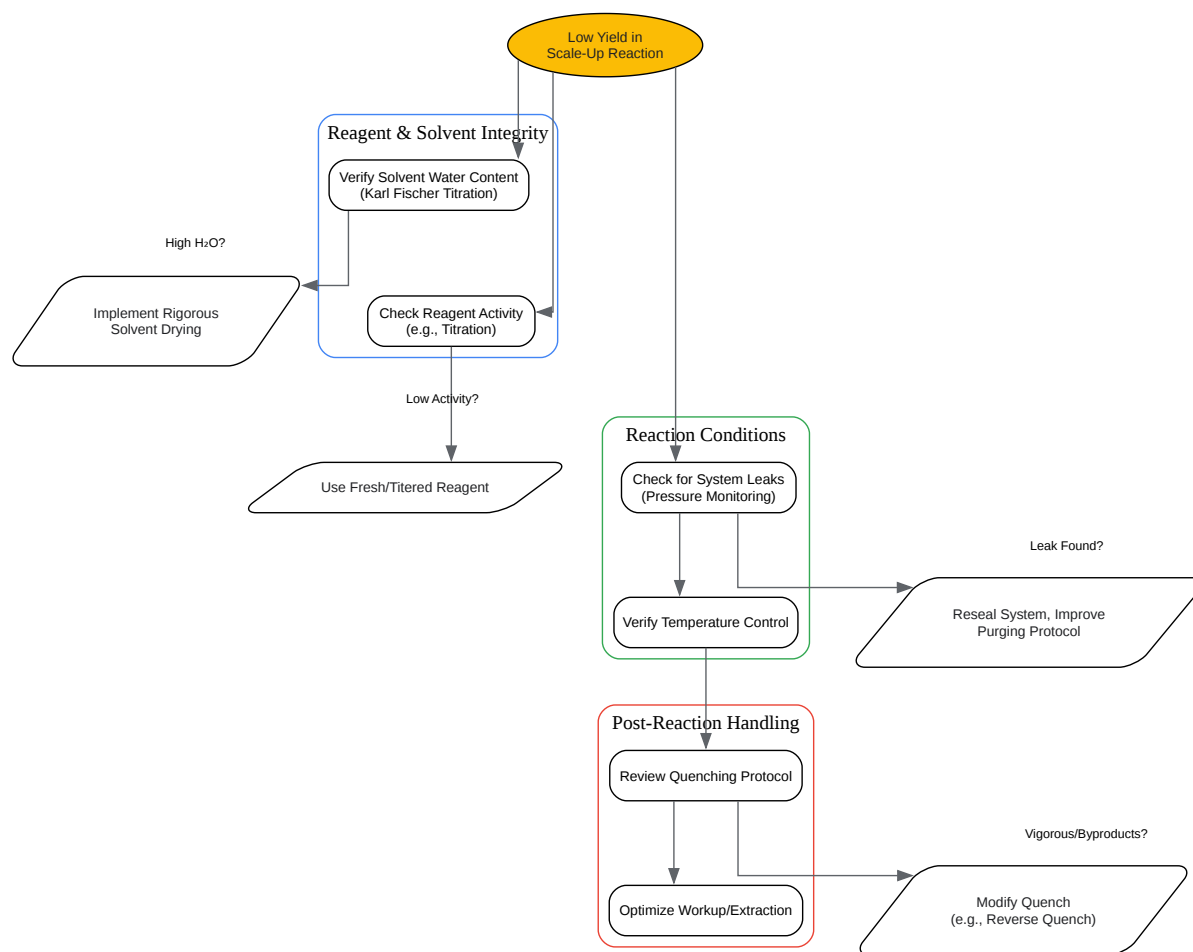 Low Yield in
Scale-Up Reaction
Reagent & Solvent Integrity
Verify Solvent Water Content
(Karl Fischer Titration)
High H₂O?
Implement Rigorous
Solvent Drying
Check Reagent Activity
(e.g., Titration)
Low Activity?
Use Fresh/Titered Reagent
Reaction Conditions
Check for System Leaks
(Pressure Monitoring)
Leak Found?
Reseal System, Improve
Purging Protocol
Verify Temperature Control
Post-Reaction Handling
Review Quenching Protocol
Vigorous/Byproducts?
Modify Quench
(e.g., Reverse Quench)
Optimize Workup/Extraction